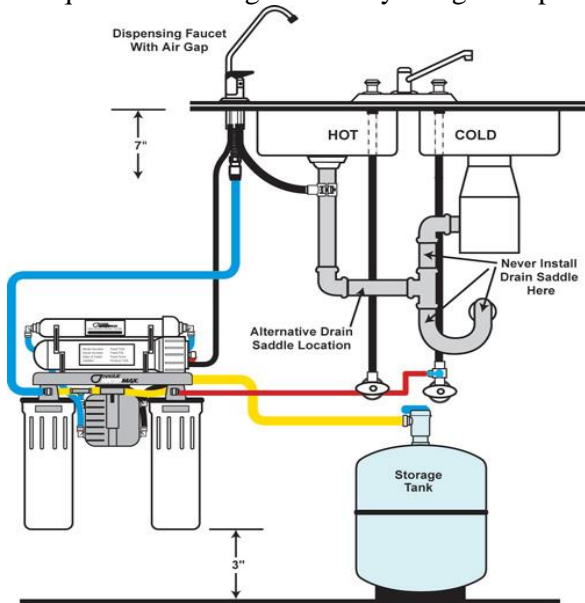 Dispensing Faucet
With Air Gap
7"
HOT
COLD
Never Install
Drain Saddle
Here
Alternative Drain
Saddle Location
MAX
Storage
Tank
3"